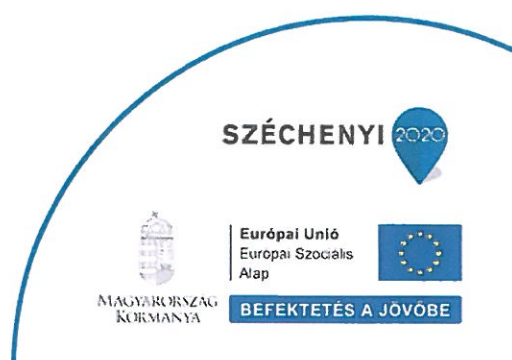 SZÉCHENYI 2020
Európai Unió
Európai Szociális
Alap
MAGYARORSZÁG
KORMÁNYA
BEFEKTETÉS A JÖVŐBE